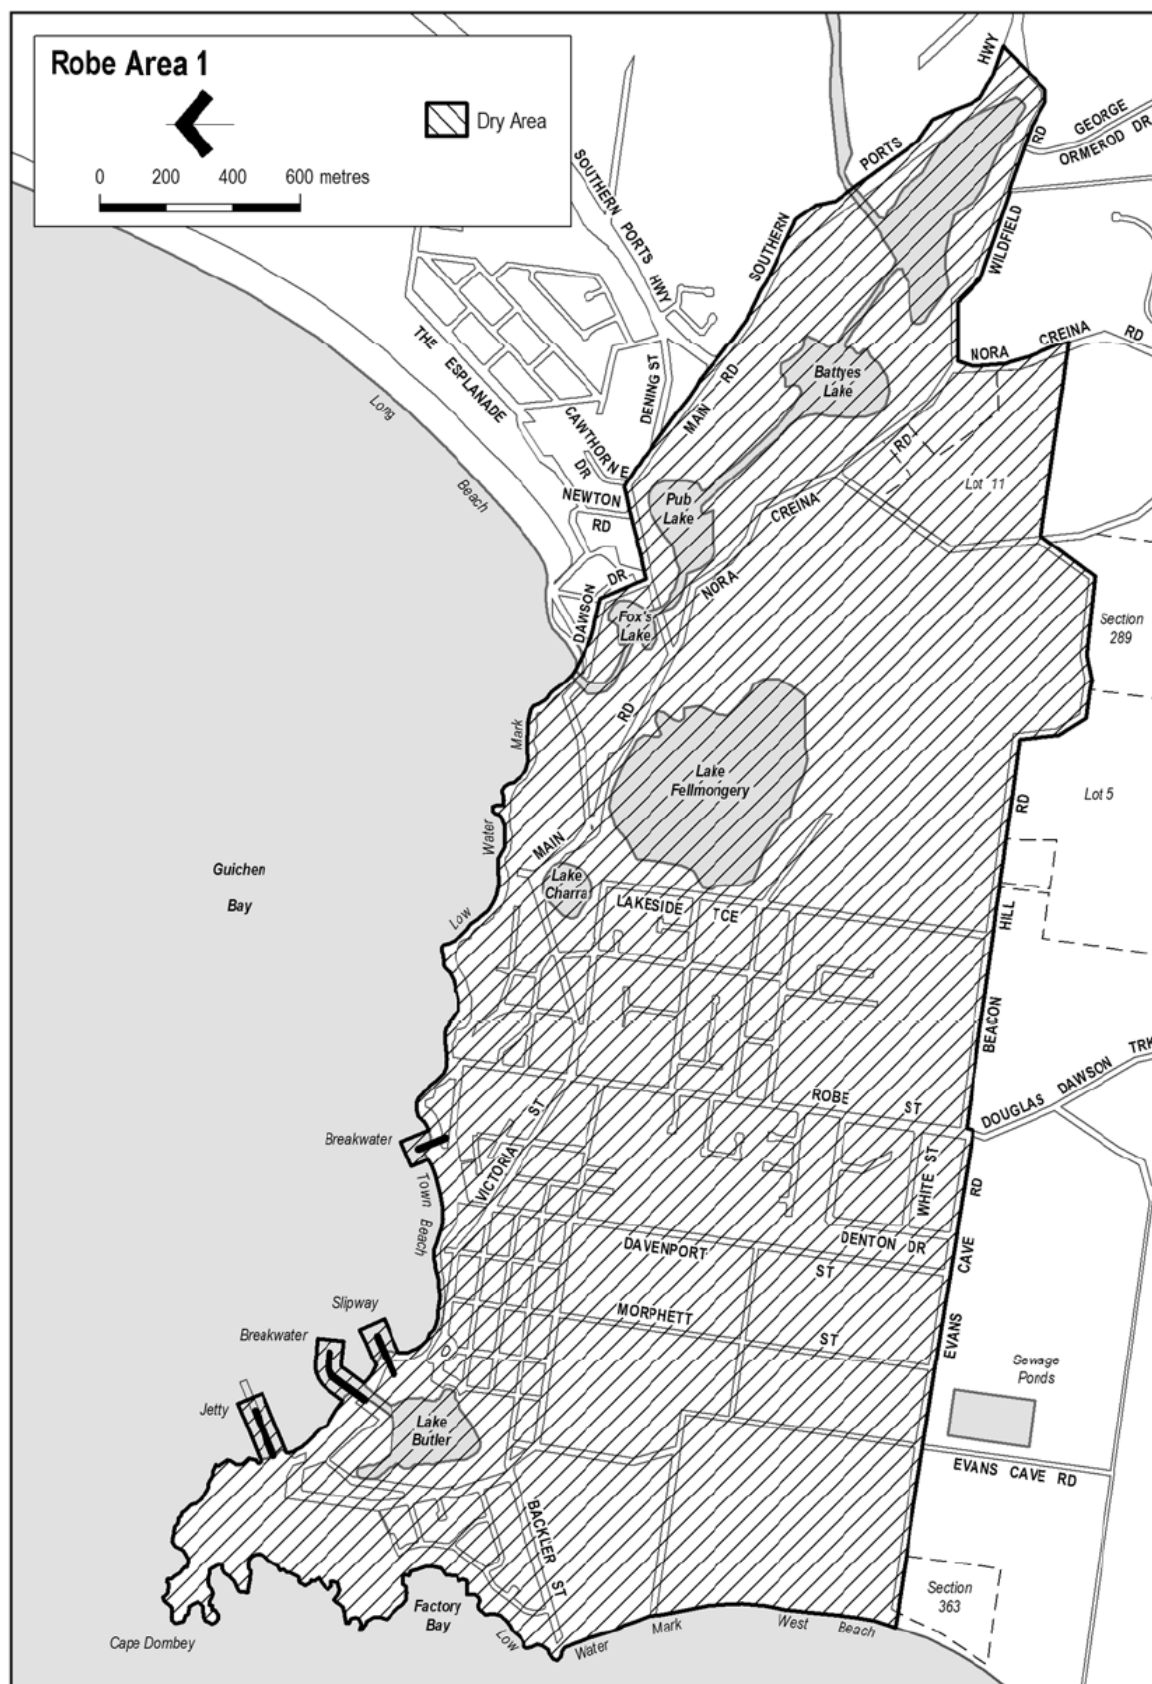 Robe Area 1
Dry Area
0 200 400 600 metres
HWY
GEORGE
ORMEROD DR
RD
PORTS
SOUTHERN PORTS HWY
SOUTHERN
WILDFIELD
NORA CREINA RD
THE ESPLANADE
DENING ST
MAIN RD
Battyes
Lake
Long
Beach
CAWTHORNE
DR
RD
Lot 11
NEWTON
RD
Pub
Lake
CREINA
NORA
DAWSON DR
Fox's
Lake
Section
289
RD
Mark
Lake
Fellmongery
Lot 5
RD
Water
MAIN
Guichen
Bay
Lake
Charra
LAKESIDE TCE
HILL
Low
BEACON
DOUGLAS DAWSON TRK
ROBE ST
Breakwater
VICTORIA ST
WHITE ST
RD
Town Beach
DAVENPORT
ST
DENTON DR
CAVE
Slipway
MORPHETT
ST
EVANS
Breakwater
Sewage
Ponds
Jetty
Lake
Butler
EVANS CAVE RD
BACKLER ST
Section
363
Factory
Bay
Cape Dombey
Low
Water
Mark
West
Beach